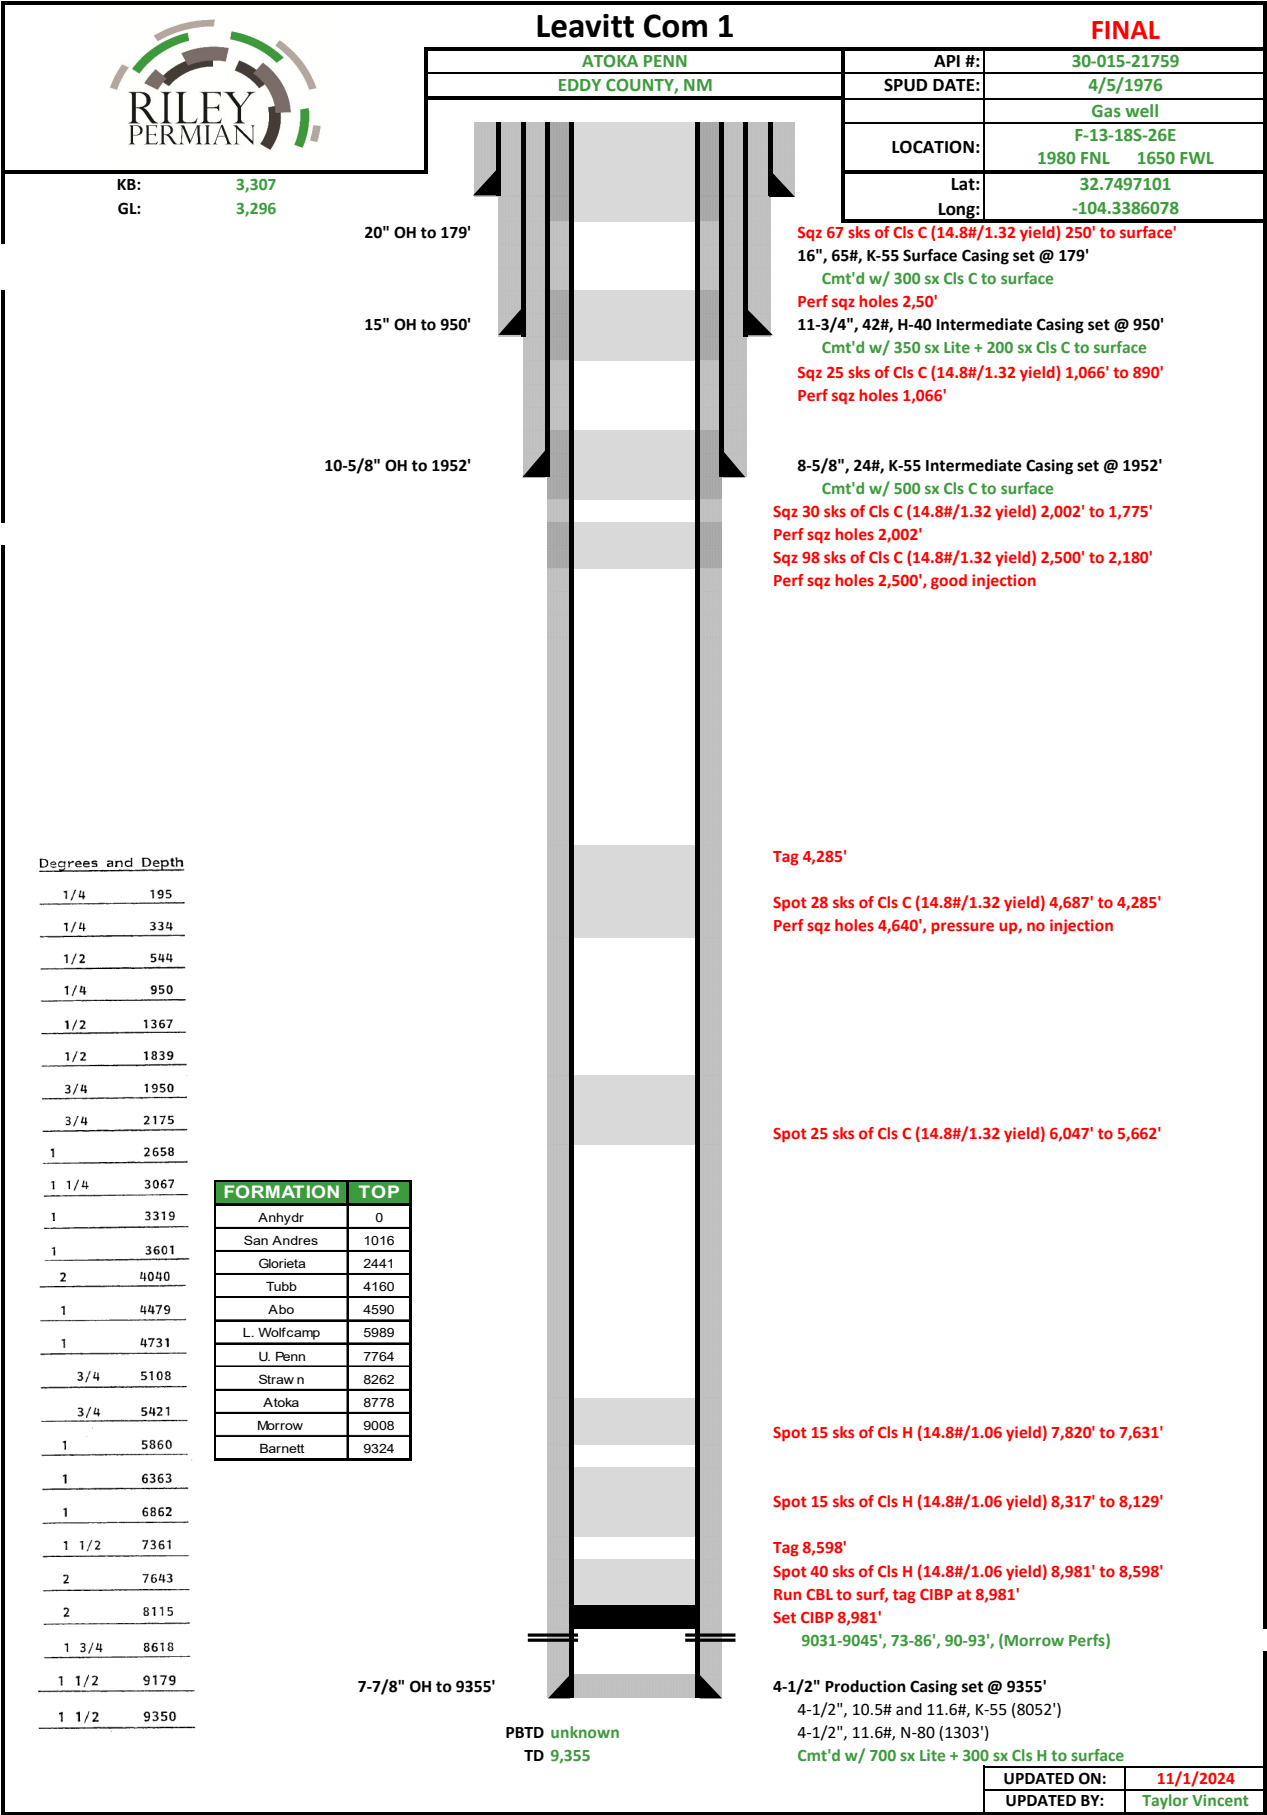 Leavitt Com 1
FINAL
RILEY
PERMIAN
ATOKA PENN
EDDY COUNTY, NM
API #: 30-015-21759
SPUD DATE: 4/5/1976
Gas well
LOCATION: F-13-18S-26E
1980 FNL 1650 FWL
Lat: 32.7497101
Long: -104.3386078
KB: 3,307
GL: 3,296
20" OH to 179'
Sqz 67 sks of Cls C (14.8#/1.32 yield) 250' to surface'
16", 65#, K-55 Surface Casing set @ 179'
Cmt'd w/ 300 sx Cls C to surface
Perf sqz holes 2,50'
15" OH to 950'
11-3/4", 42#, H-40 Intermediate Casing set @ 950'
Cmt'd w/ 350 sx Lite + 200 sx Cls C to surface
Sqz 25 sks of Cls C (14.8#/1.32 yield) 1,066' to 890'
Perf sqz holes 1,066'
10-5/8" OH to 1952'
8-5/8", 24#, K-55 Intermediate Casing set @ 1952'
Cmt'd w/ 500 sx Cls C to surface
Sqz 30 sks of Cls C (14.8#/1.32 yield) 2,002' to 1,775'
Perf sqz holes 2,002'
Sqz 98 sks of Cls C (14.8#/1.32 yield) 2,500' to 2,180'
Perf sqz holes 2,500', good injection
Tag 4,285'
Spot 28 sks of Cls C (14.8#/1.32 yield) 4,687' to 4,285'
Perf sqz holes 4,640', pressure up, no injection
Spot 25 sks of Cls C (14.8#/1.32 yield) 6,047' to 5,662'
Spot 15 sks of Cls H (14.8#/1.06 yield) 7,820' to 7,631'
Spot 15 sks of Cls H (14.8#/1.06 yield) 8,317' to 8,129'
Tag 8,598'
Spot 40 sks of Cls H (14.8#/1.06 yield) 8,981' to 8,598'
Run CBL to surf, tag CIBP at 8,981'
Set CIBP 8,981'
9031-9045', 73-86', 90-93', (Morrow Perfs)
7-7/8" OH to 9355'
4-1/2" Production Casing set @ 9355'
4-1/2", 10.5# and 11.6#, K-55 (8052')
4-1/2", 11.6#, N-80 (1303')
Cmt'd w/ 700 sx Lite + 300 sx Cls H to surface
PBTD unknown
TD 9,355
Degrees and Depth
1/4 195
1/4 334
1/2 544
1/4 950
1/2 1367
1/2 1839
3/4 1950
3/4 2175
1 2658
1 1/4 3067
1 3319
1 3601
2 4040
1 4479
1 4731
3/4 5108
3/4 5421
1 5860
1 6363
1 6862
1 1/2 7361
2 7643
2 8115
1 3/4 8618
1 1/2 9179
1 1/2 9350
FORMATION TOP
Anhydr 0
San Andres 1016
Glorieta 2441
Tubb 4160
Abo 4590
L. Wolfcamp 5989
U. Penn 7764
Strawn 8262
Atoka 8778
Morrow 9008
Barnett 9324
UPDATED ON: 11/1/2024
UPDATED BY: Taylor Vincent